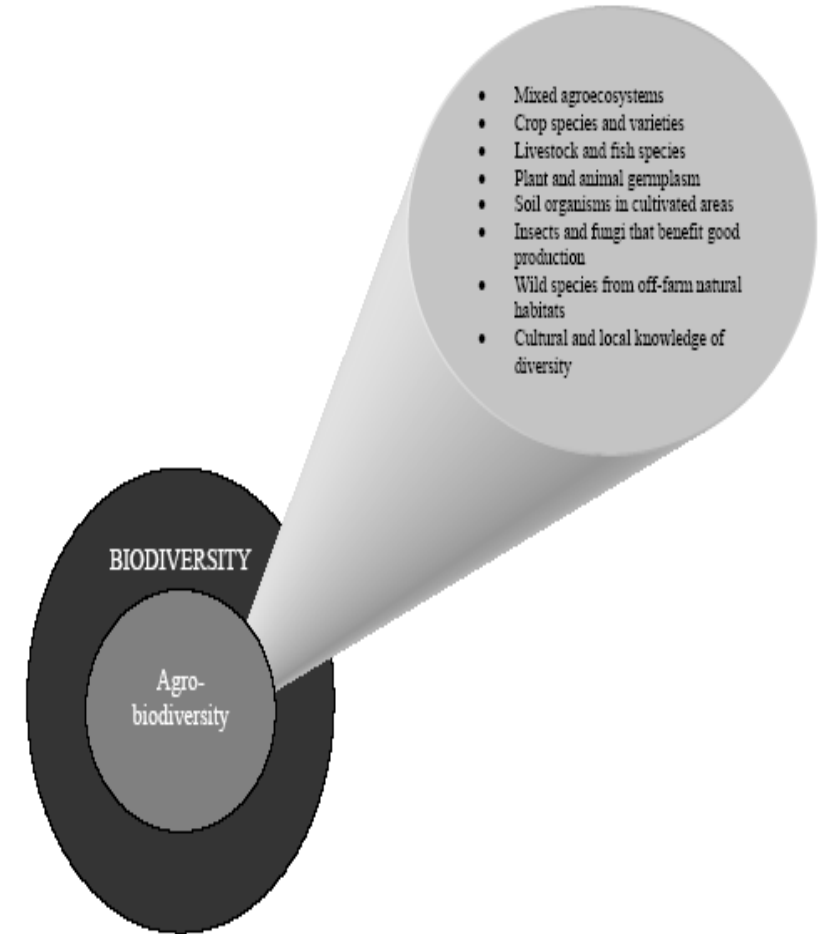 • Mixed agroecosystems
• Crop species and varieties
• Livestock and fish species
• Plant and animal germplasm
• Soil organisms in cultivated areas
• Insects and fungi that benefit good
production
• Wild species from off-farm natural
habitats
• Cultural and local knowledge of
diversity
BIODIVERSITY
Agro-
biodiversity